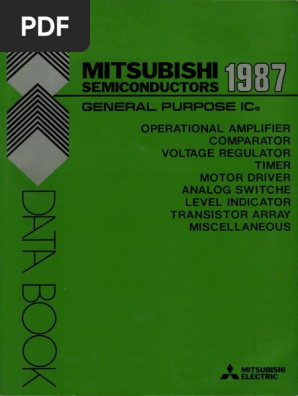 PDF
MITSUBISHI
SEMICONDUCTORS 1987
GENERAL PURPOSE ICs
OPERATIONAL AMPLIFIER
COMPARATOR
VOLTAGE REGULATOR
TIMER
MOTOR DRIVER
ANALOG SWITCHE
LEVEL INDICATOR
TRANSISTOR ARRAY
MISCELLANEOUS
DATA BOOK
MITSUBISHI
ELECTRIC